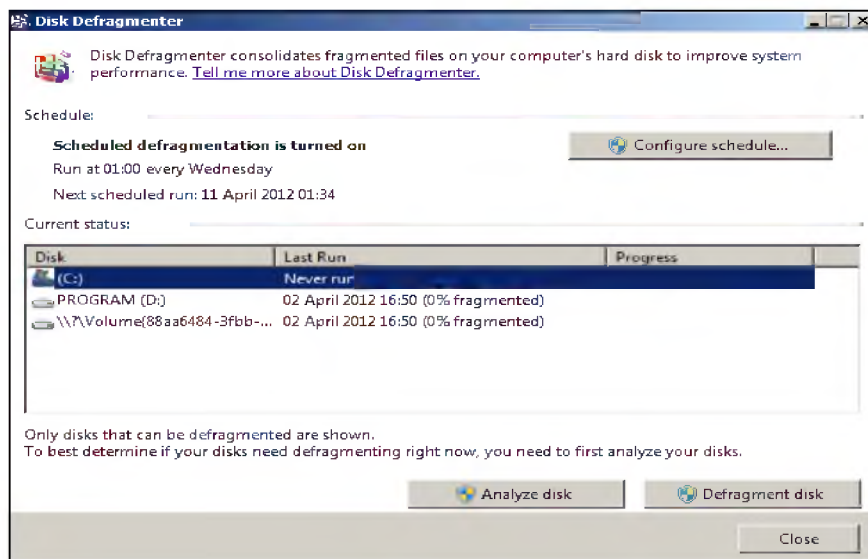 Disk Defragmenter
Disk Defragmenter consolidates fragmented files on your computer's hard disk to improve system
performance. Tell me more about Disk Defragmenter.
Schedule:
Scheduled defragmentation is turned on
Configure schedule...
Run at 01:00 every Wednesday
Next scheduled run: 11 April 2012 01:34
Current status:
Disk Last Run Progress
(C:) Never run
PROGRAM (D:) 02 April 2012 16:50 (0% fragmented)
\\?\Volume{88aa6484-3fbb-... 02 April 2012 16:50 (0% fragmented)
Only disks that can be defragmented are shown.
To best determine if your disks need defragmenting right now, you need to first analyze your disks.
Analyze disk Defragment disk
Close